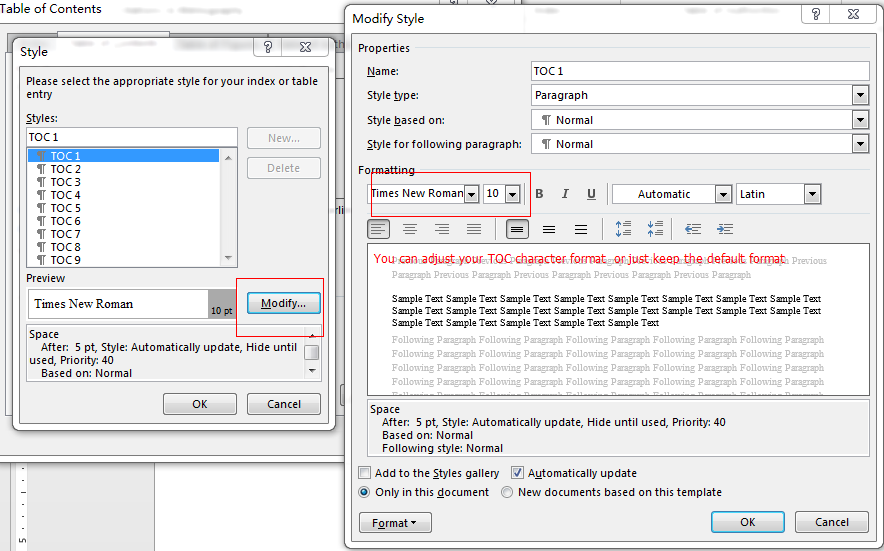 Table of Contents
Style
Please select the appropriate style for your index or table
entry
Styles:
TOC 1
New...
Delete
TOC 1
TOC 2
TOC 3
TOC 4
TOC 5
TOC 6
TOC 7
TOC 8
TOC 9
Preview
Times New Roman
10 pt
Modify...
Space
After: 5 pt, Style: Automatically update, Hide until
used, Priority: 40
Based on: Normal
OK Cancel
Modify Style
Properties
Name: TOC 1
Style type: Paragraph
Style based on: ¶ Normal
Style for following paragraph: ¶ Normal
Formatting
Times New Roman 10 B I U Automatic Latin
You can adjust your TOC character format or just keep the default format
Paragraph Previous Paragraph Previous Paragraph Previous Paragraph
Sample Text Sample Text Sample Text Sample Text Sample Text Sample Text Sample Text Sample Text
Sample Text Sample Text Sample Text Sample Text Sample Text Sample Text Sample Text Sample Text
Sample Text Sample Text Sample Text Sample Text Sample Text
Following Paragraph Following Paragraph Following Paragraph Following Paragraph Following Paragraph
Following Paragraph Following Paragraph Following Paragraph Following Paragraph Following Paragraph
Following Paragraph Following Paragraph Following Paragraph Following Paragraph Following Paragraph
Following Paragraph Following Paragraph Following Paragraph Following Paragraph Following Paragraph
Space
After: 5 pt, Style: Automatically update, Hide until used, Priority: 40
Based on: Normal
Following style: Normal
Add to the Styles gallery Automatically update
Only in this document New documents based on this template
Format OK Cancel